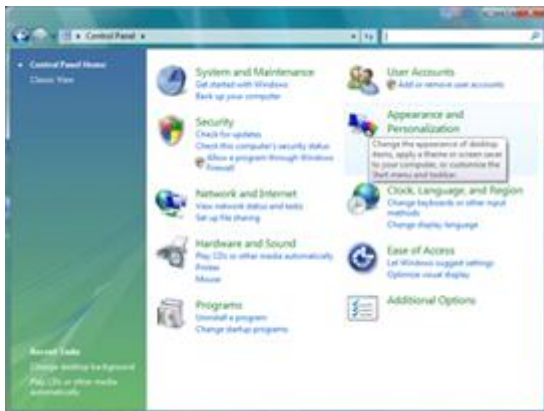 Control Panel
Control Panel Home
Classic View
System and Maintenance
Get started with Windows
Back up your computer
Security
Check for updates
Check this computer's security status
Allow a program through Windows
Firewall
Network and Internet
View network status and tasks
Set up file sharing
Hardware and Sound
Play CDs or other media automatically
Printer
Mouse
Programs
Uninstall a program
Change startup programs
User Accounts
Add or remove user accounts
Appearance and
Personalization
Change the appearance of desktop
items, apply a theme or screen saver
to your computer, or customize the
Start menu and taskbar.
Clock, Language, and Region
Change keyboards or other input
methods
Change display language
Ease of Access
Let Windows suggest settings
Optimize visual display
Additional Options
Recent Tasks
Change desktop background
Play CDs or other media
automatically